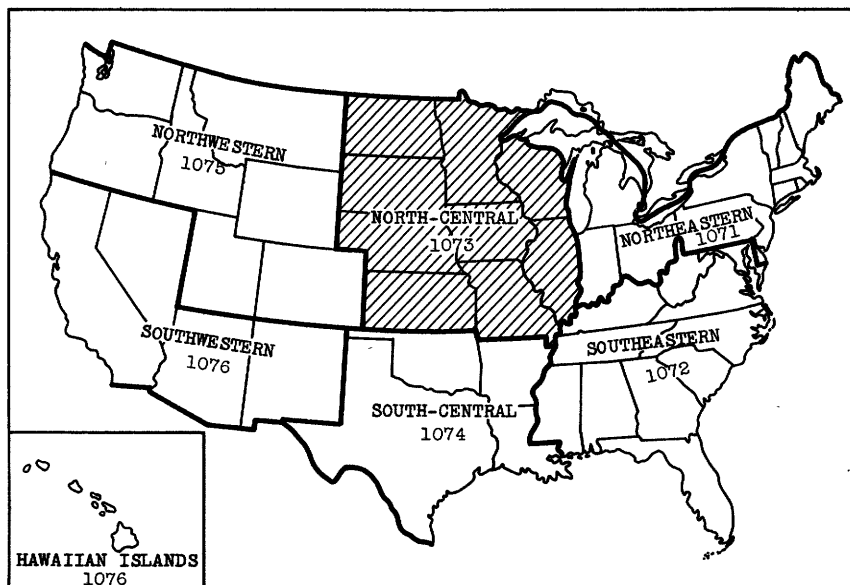 NORTHWESTERN
1075
NORTH-CENTRAL
1073
NORTHEASTERN
1071
SOUTHWESTERN
1076
SOUTHEASTERN
1072
SOUTH-CENTRAL
1074
HAWAIIAN ISLANDS
1076